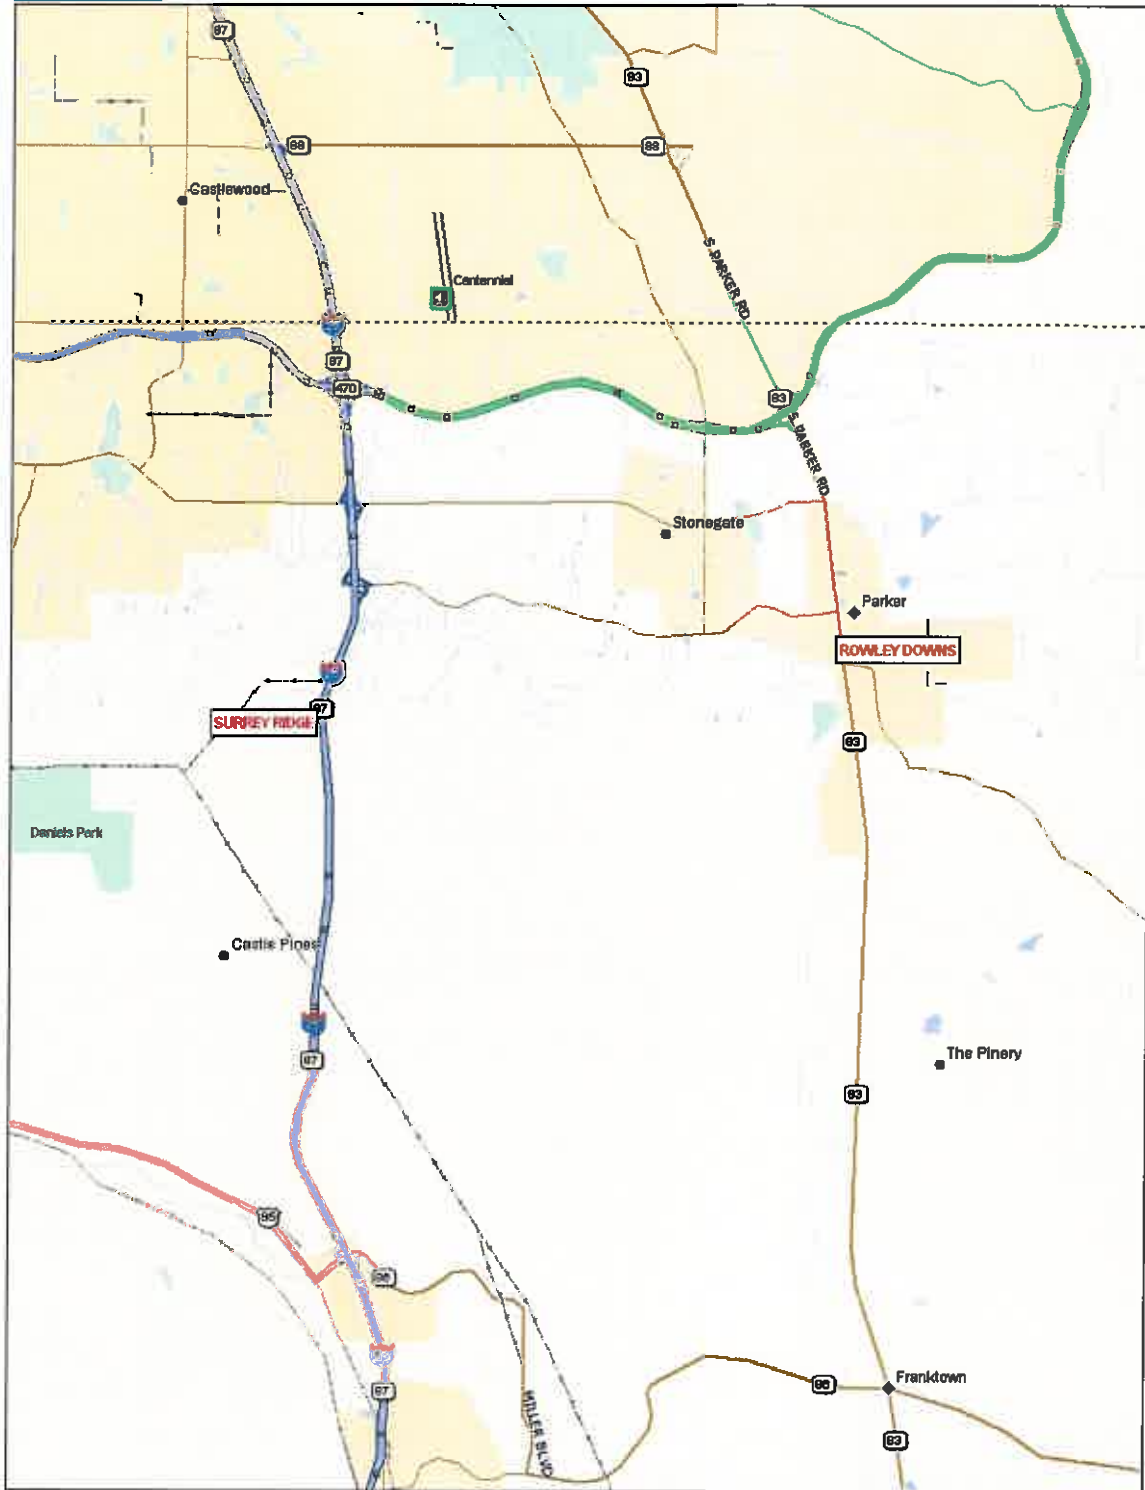 87
83
88
88
Castlewood
S PARKER RD
Centennial
87
470
83
S PARKER RD
Stonegate
Parker
ROWLEY DOWNS
87
SURREY RIDGE
83
Daniels Park
Castle Pines
87
The Pinery
83
85
86
87
MILLER BLVD
86
Franktown
83